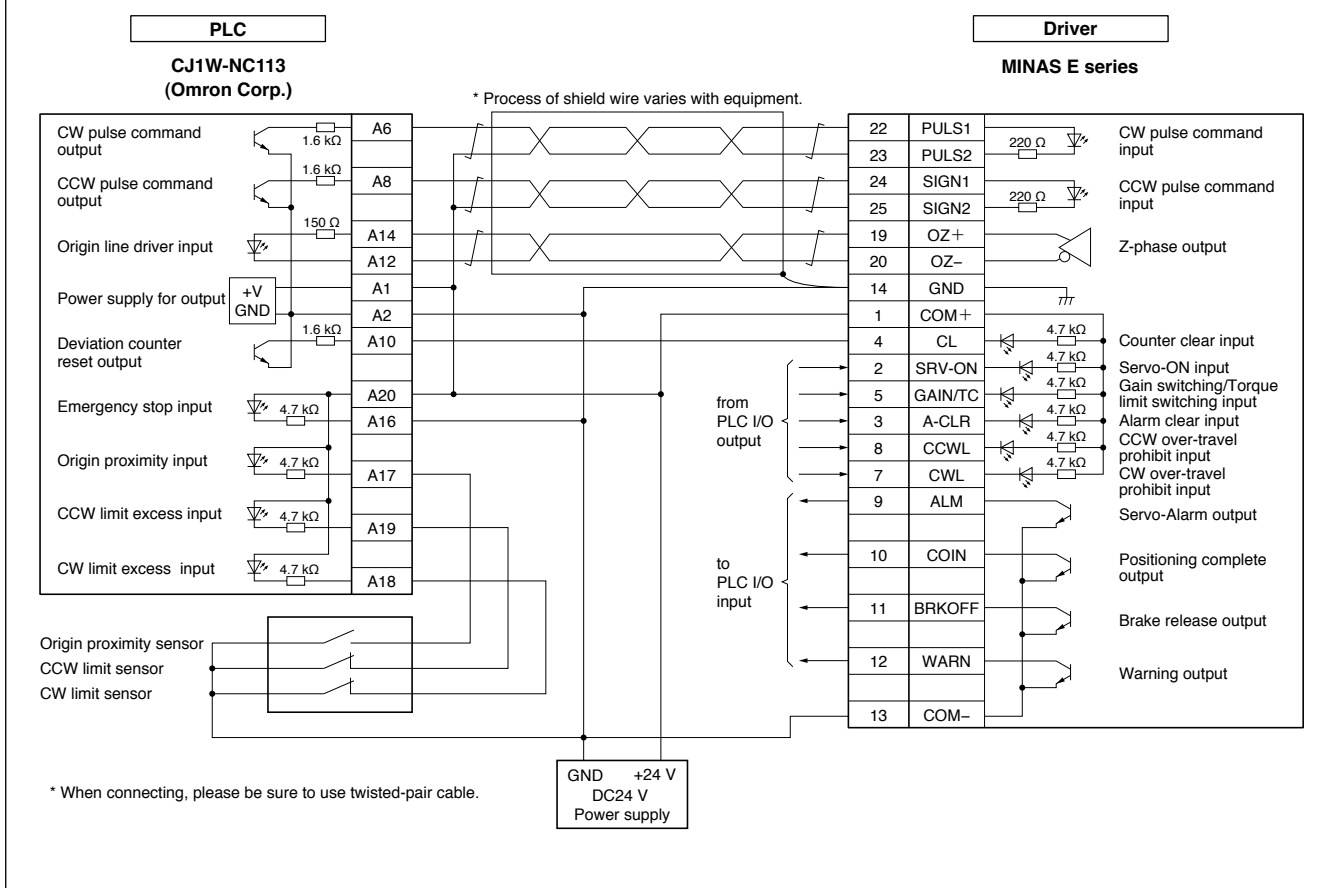 PLC
Driver
CJ1W-NC113
(Omron Corp.)
MINAS E series
* Process of shield wire varies with equipment.
CW pulse command
output
1.6 kΩ
A6
CCW pulse command
output
1.6 kΩ
A8
Origin line driver input
150 Ω
A14
A12
Power supply for output
+V
GND
A1
A2
Deviation counter
reset output
1.6 kΩ
A10
A20
Emergency stop input
4.7 kΩ
A16
Origin proximity input
4.7 kΩ
A17
CCW limit excess input
4.7 kΩ
A19
CW limit excess input
4.7 kΩ
A18
Origin proximity sensor
CCW limit sensor
CW limit sensor
22 PULS1
23 PULS2
220 Ω
CW pulse command
input
24 SIGN1
25 SIGN2
220 Ω
CCW pulse command
input
19 OZ+
20 OZ−
Z-phase output
14 GND
1 COM+
4 CL
4.7 kΩ
Counter clear input
2 SRV-ON
4.7 kΩ
Servo-ON input
5 GAIN/TC
4.7 kΩ
Gain switching/Torque
limit switching input
3 A-CLR
4.7 kΩ
Alarm clear input
8 CCWL
4.7 kΩ
CCW over-travel
prohibit input
7 CWL
4.7 kΩ
CW over-travel
prohibit input
from
PLC I/O
output
9 ALM
Servo-Alarm output
10 COIN
Positioning complete
output
11 BRKOFF
Brake release output
12 WARN
Warning output
to
PLC I/O
input
13 COM−
GND +24 V
DC24 V
Power supply
* When connecting, please be sure to use twisted-pair cable.